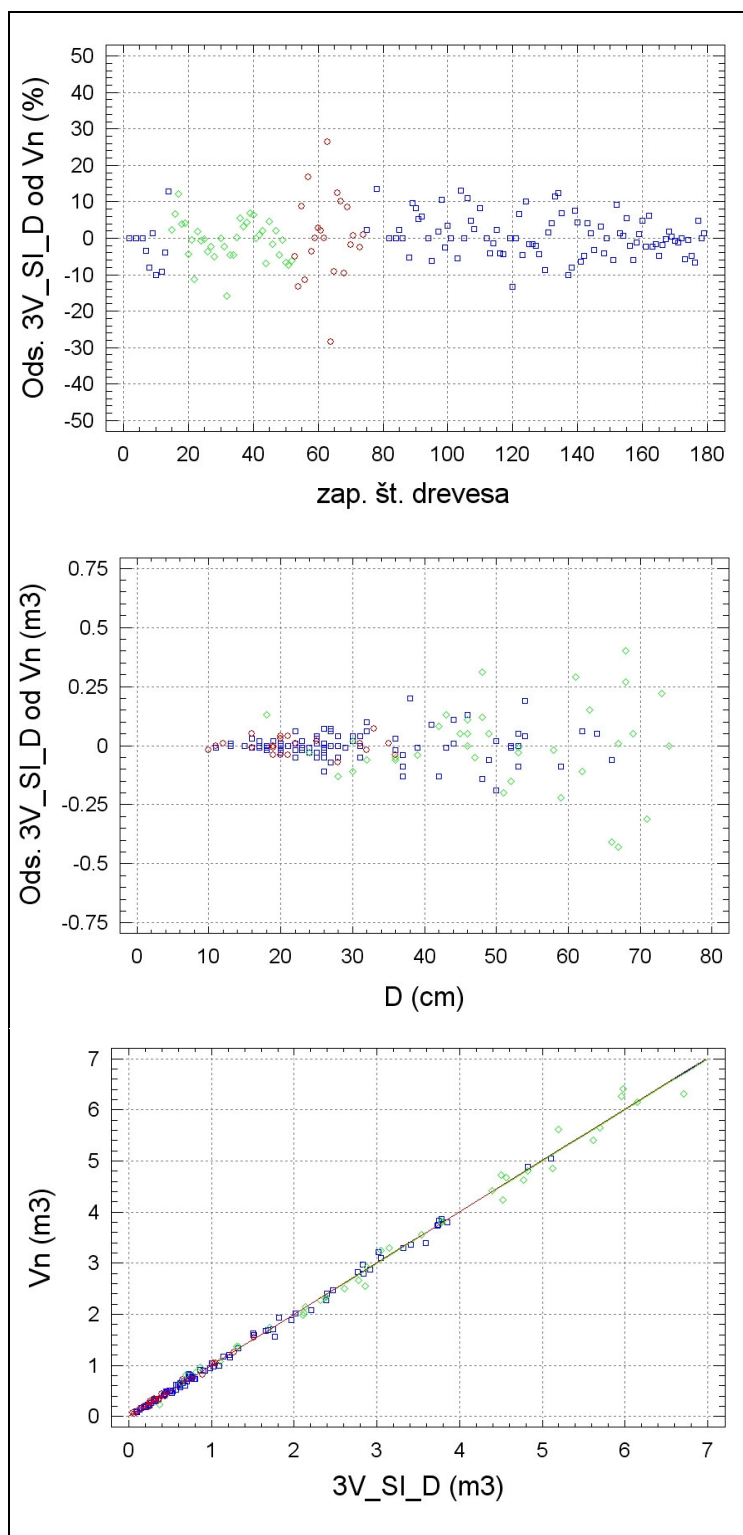 Ods. 3V_SI_D od Vn (%)
50
40
30
20
10
0
-10
-20
-30
-40
-50
0 20 40 60 80 100 120 140 160 180
zap. št. drevesa
Ods. 3V_SI_D od Vn (m3)
0.75
0.5
0.25
0
-0.25
-0.5
-0.75
0 10 20 30 40 50 60 70 80
D (cm)
Vn (m3)
7
6
5
4
3
2
1
0
0 1 2 3 4 5 6 7
3V_SI_D (m3)